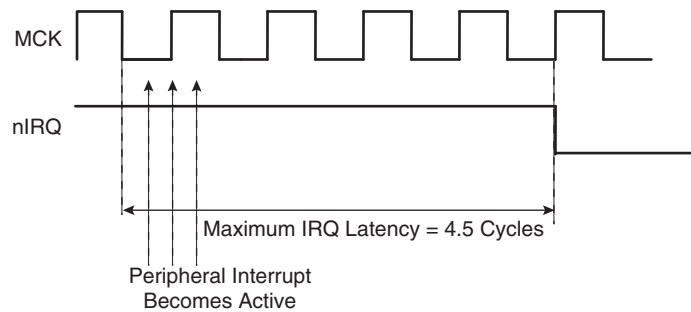 MCK
nIRQ
Maximum IRQ Latency = 4.5 Cycles
Peripheral Interrupt
Becomes Active